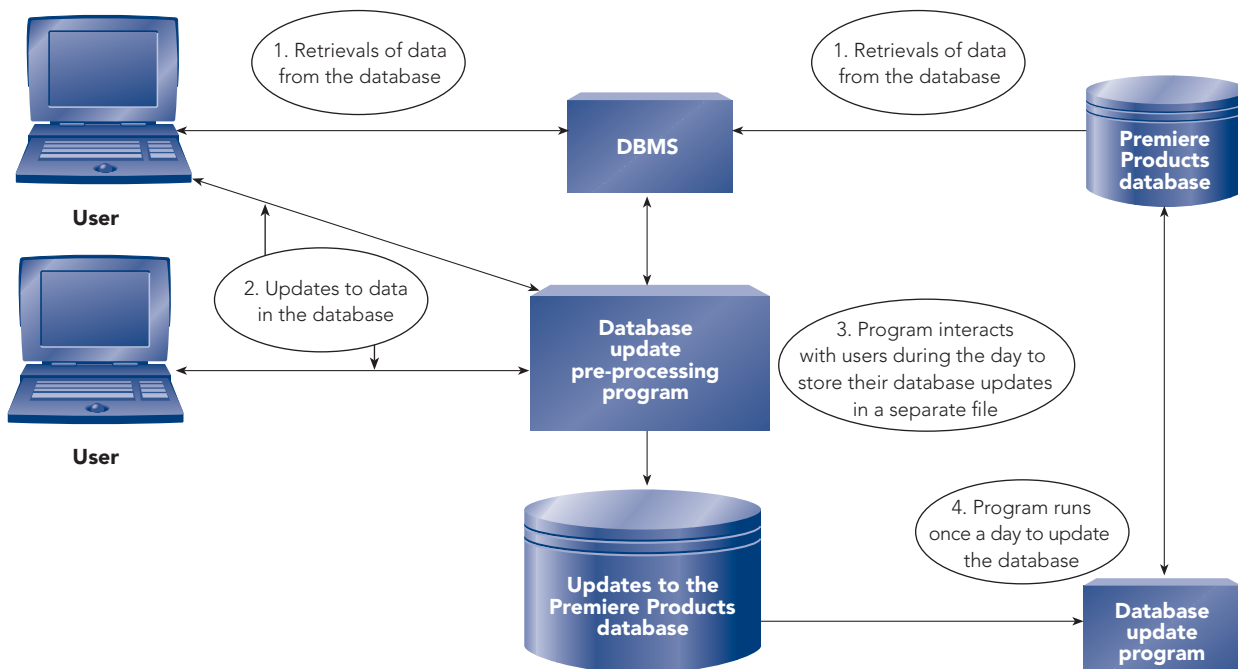 1. Retrievals of data
from the database
1. Retrievals of data
from the database
DBMS
Premiere
Products
database
User
2. Updates to data
in the database
Database
update
pre-processing
program
3. Program interacts
with users during the day to
store their database updates
in a separate file
User
4. Program runs
once a day to update
the database
Updates to the
Premiere Products
database
Database
update
program